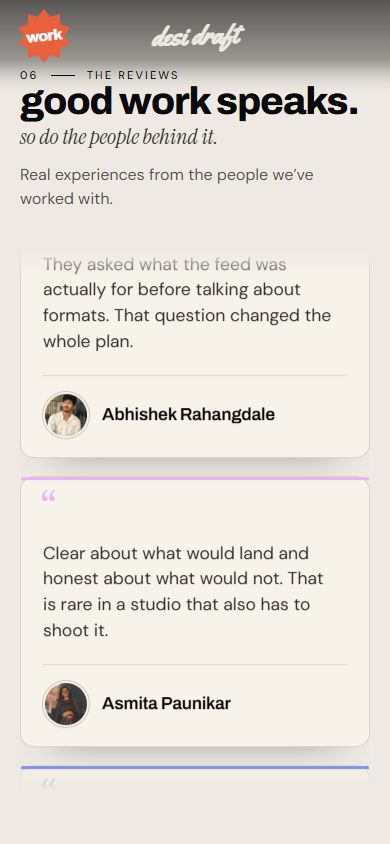 work
desi draft
06 — THE REVIEWS
good work speaks.
so do the people behind it.
Real experiences from the people we’ve
worked with.
They asked what the feed was
actually for before talking about
formats. That question changed the
whole plan.
Abhishek Rahangdale
“
Clear about what would land and
honest about what would not. That
is rare in a studio that also has to
shoot it.
Asmita Paunikar
“